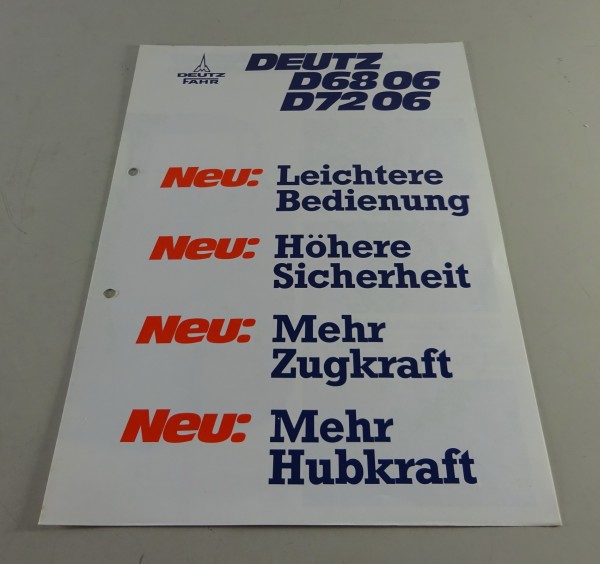 DEUTZ
FAHR
DEUTZ
D68 06
D72 06
Neu: Leichtere
Bedienung
Neu: Höhere
Sicherheit
Neu: Mehr
Zugkraft
Neu: Mehr
Hubkraft